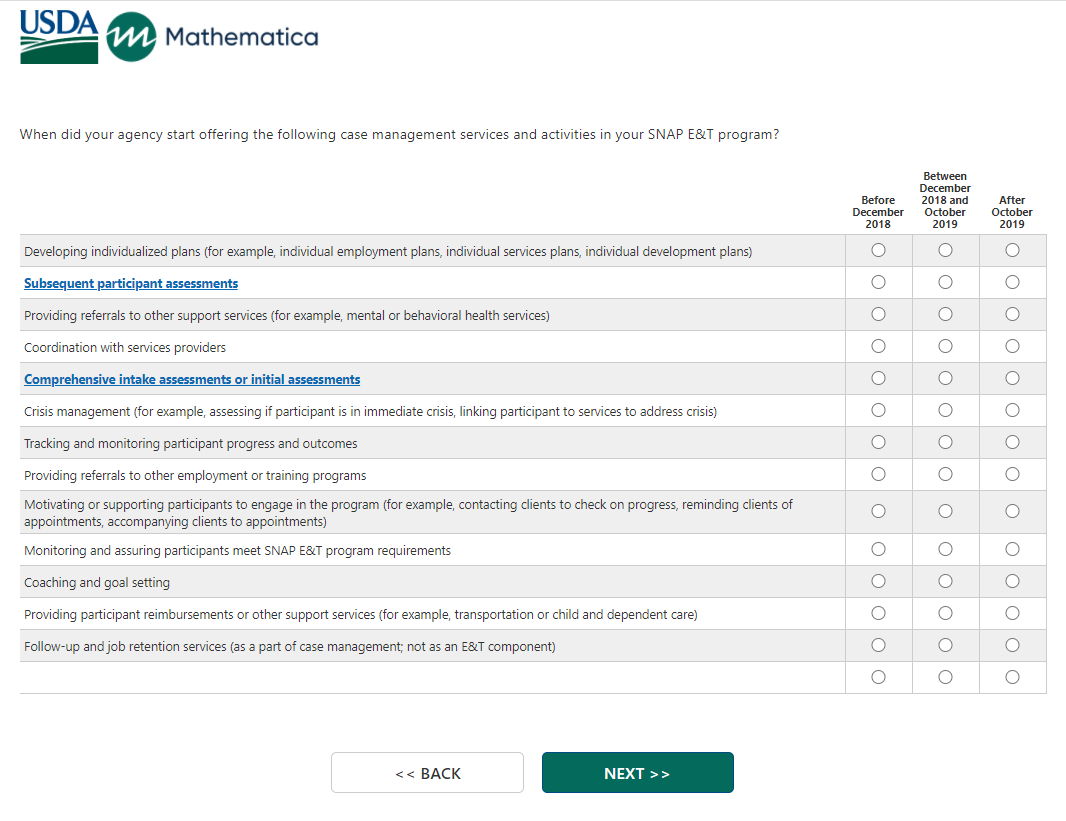 USDA
Mathematica
When did your agency start offering the following case management services and activities in your SNAP E&T program?
Before
December
2018
Between
December
2018 and
October
2019
After
October
2019
Developing individualized plans (for example, individual employment plans, individual services plans, individual development plans)
Subsequent participant assessments
Providing referrals to other support services (for example, mental or behavioral health services)
Coordination with services providers
Comprehensive intake assessments or initial assessments
Crisis management (for example, assessing if participant is in immediate crisis, linking participant to services to address crisis)
Tracking and monitoring participant progress and outcomes
Providing referrals to other employment or training programs
Motivating or supporting participants to engage in the program (for example, contacting clients to check on progress, reminding clients of
appointments, accompanying clients to appointments)
Monitoring and assuring participants meet SNAP E&T program requirements
Coaching and goal setting
Providing participant reimbursements or other support services (for example, transportation or child and dependent care)
Follow-up and job retention services (as a part of case management; not as an E&T component)
<< BACK
NEXT >>